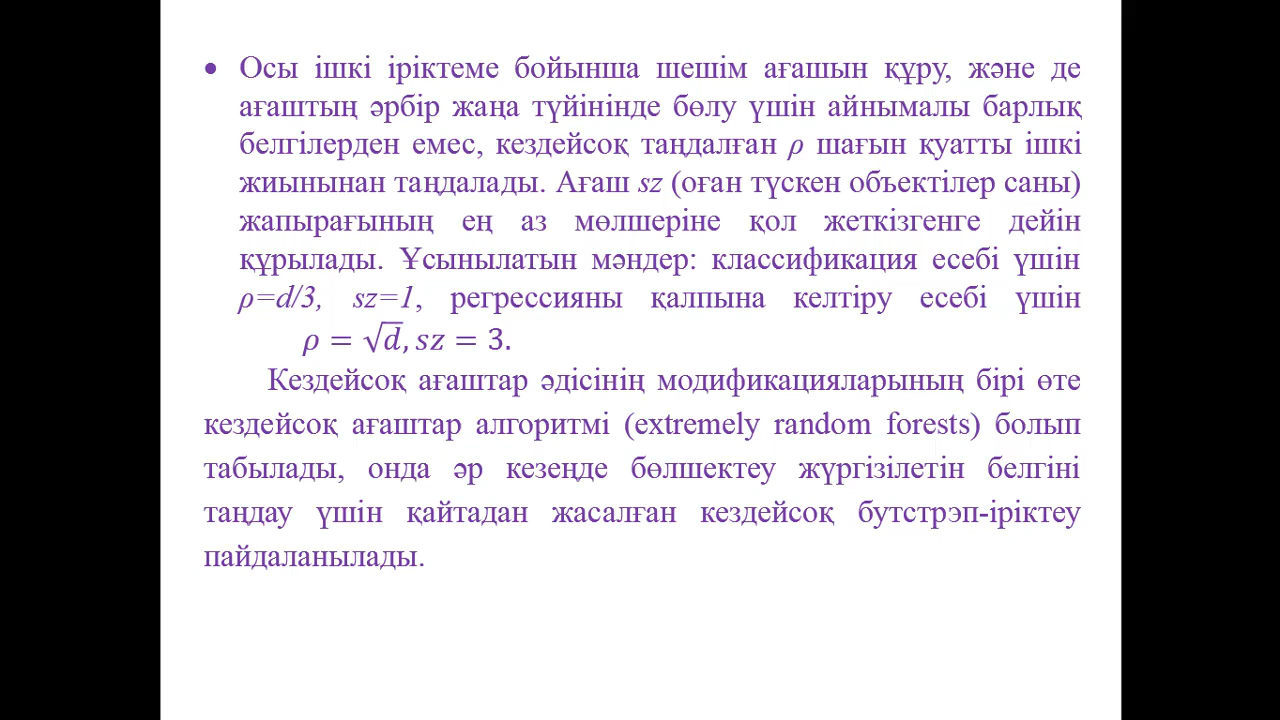 • Осы ішкі іріктеме бойынша шешім ағашын құру, және де
ағаштың әрбір жаңа түйінінде бөлу үшін айнымалы барлық
белгілерден емес, кездейсоқ таңдалған ρ шағын қуатты ішкі
жиынынан таңдалады. Ағаш sz (оған түскен объектілер саны)
жапырағының ең аз мөлшеріне қол жеткізгенге дейін
құрылады. Ұсынылатын мәндер: классификация есебі үшін
ρ=d/3, sz=1, регрессияны қалпына келтіру есебі үшін
ρ = √d, sz = 3.
Кездейсоқ ағаштар әдісінің модификацияларының бірі өте
кездейсоқ ағаштар алгоритмі (extremely random forests) болып
табылады, онда әр кезеңде бөлшектеу жүргізілетін белгіні
таңдау үшін қайтадан жасалған кездейсоқ бутстрэп-іріктеу
пайдаланылады.